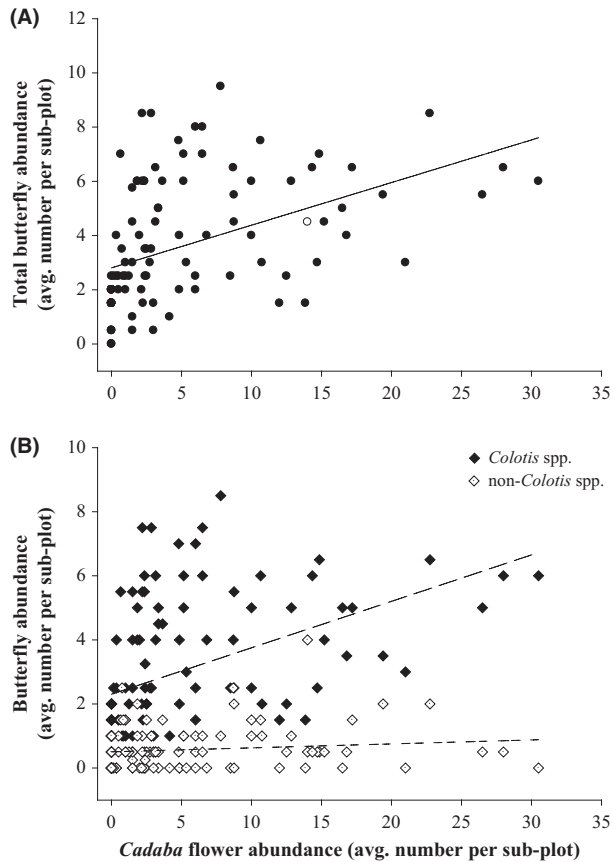 (A)
Total butterfly abundance
(avg. number per sub-plot)
12
10
8
6
4
2
0
0 5 10 15 20 25 30 35
(B)
Butterfly abundance
(avg. number per sub-plot)
10
8
6
4
2
0
Colotis spp.
non-Colotis spp.
0 5 10 15 20 25 30 35
Cadaba flower abundance (avg. number per sub-plot)